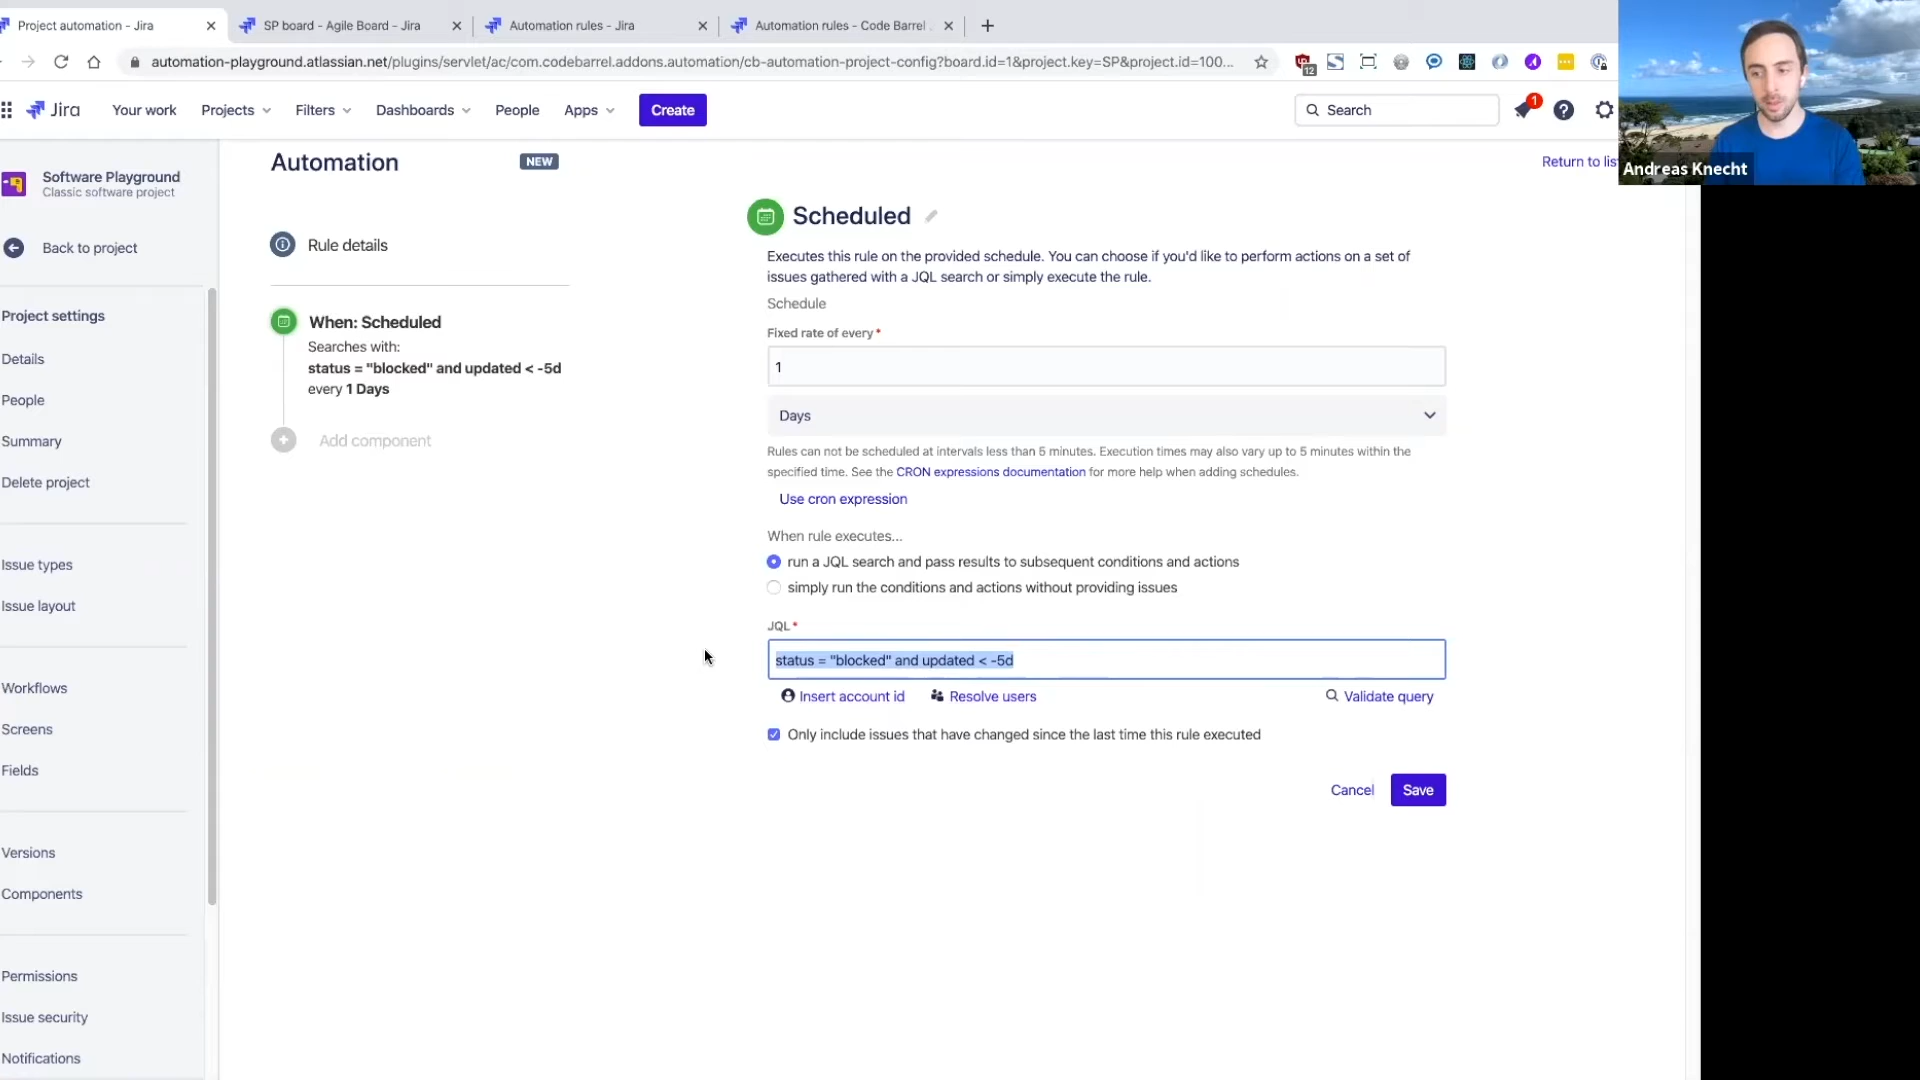 Project automation - Jira
SP board - Agile Board - Jira
Automation rules - Jira
Automation rules - Code Barrel
automation-playground.atlassian.net/plugins/servlet/ac/com.codebarrel.addons.automation/cb-automation-project-config?board.id=1&project.key=SP&project.id=100...
12
Jira
Your work
Projects
Filters
Dashboards
People
Apps
Create
Search
1
Andreas Knecht
Software Playground
Classic software project
Back to project
Project settings
Details
People
Summary
Delete project
Issue types
Issue layout
Workflows
Screens
Fields
Versions
Components
Permissions
Issue security
Notifications
Automation
NEW
Return to lis
Rule details
When: Scheduled
Searches with:
status = "blocked" and updated < -5d
every 1 Days
Add component
Scheduled
Executes this rule on the provided schedule. You can choose if you'd like to perform actions on a set of
issues gathered with a JQL search or simply execute the rule.
Schedule
Fixed rate of every *
1
Days
Rules can not be scheduled at intervals less than 5 minutes. Execution times may also vary up to 5 minutes within the
specified time. See the CRON expressions documentation for more help when adding schedules.
Use cron expression
When rule executes...
run a JQL search and pass results to subsequent conditions and actions
simply run the conditions and actions without providing issues
JQL *
status = "blocked" and updated < -5d
Insert account id
Resolve users
Validate query
Only include issues that have changed since the last time this rule executed
Cancel
Save